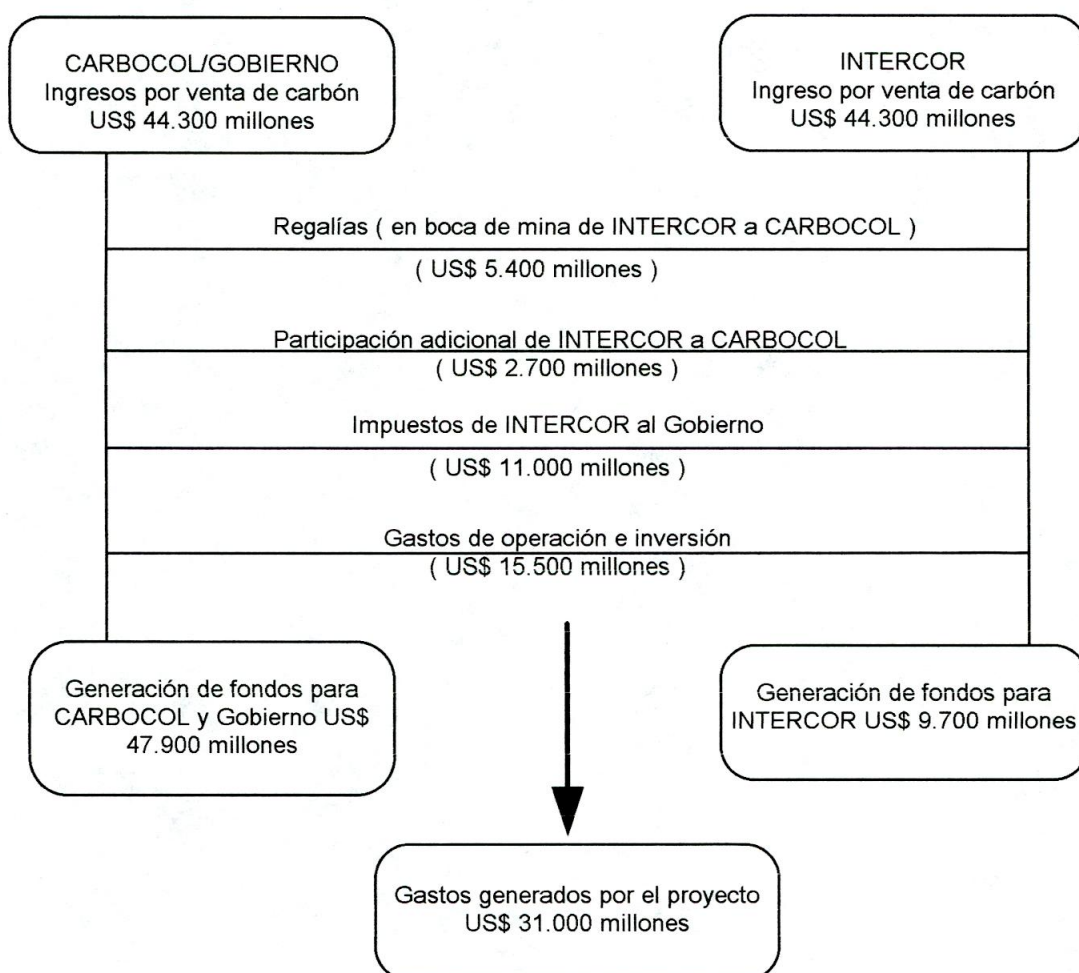 CARBOCOL/GOBIERNO
Ingresos por venta de carbón
US$ 44.300 millones
INTERCOR
Ingreso por venta de carbón
US$ 44.300 millones
Regalías ( en boca de mina de INTERCOR a CARBOCOL )
( US$ 5.400 millones )
Participación adicional de INTERCOR a CARBOCOL
( US$ 2.700 millones )
Impuestos de INTERCOR al Gobierno
( US$ 11.000 millones )
Gastos de operación e inversión
( US$ 15.500 millones )
Generación de fondos para
CARBOCOL y Gobierno US$
47.900 millones
Generación de fondos para
INTERCOR US$ 9.700 millones
Gastos generados por el proyecto
US$ 31.000 millones